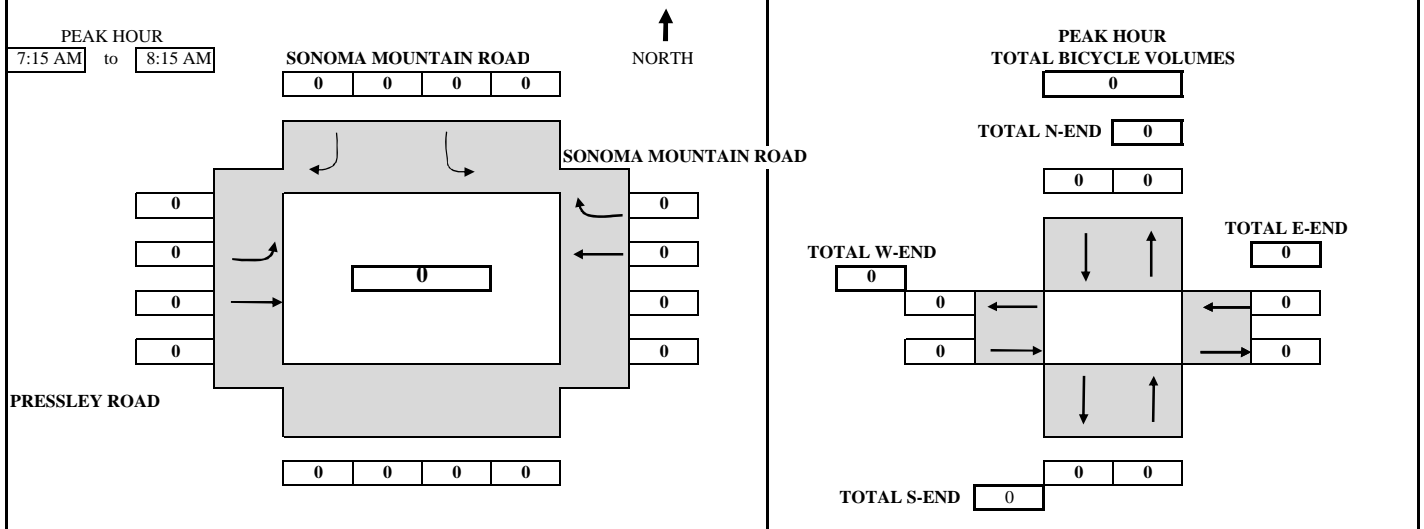 PEAK HOUR
7:15 AM to 8:15 AM
NORTH
SONOMA MOUNTAIN ROAD
0 0 0 0
SONOMA MOUNTAIN ROAD
0 0
0 0
0
0 0
0 0
PRESSLEY ROAD
0 0 0 0
PEAK HOUR
TOTAL BICYCLE VOLUMES
0
TOTAL N-END 0
0 0
TOTAL E-END
0
TOTAL W-END
0
0 0
0 0
0 0
TOTAL S-END 0